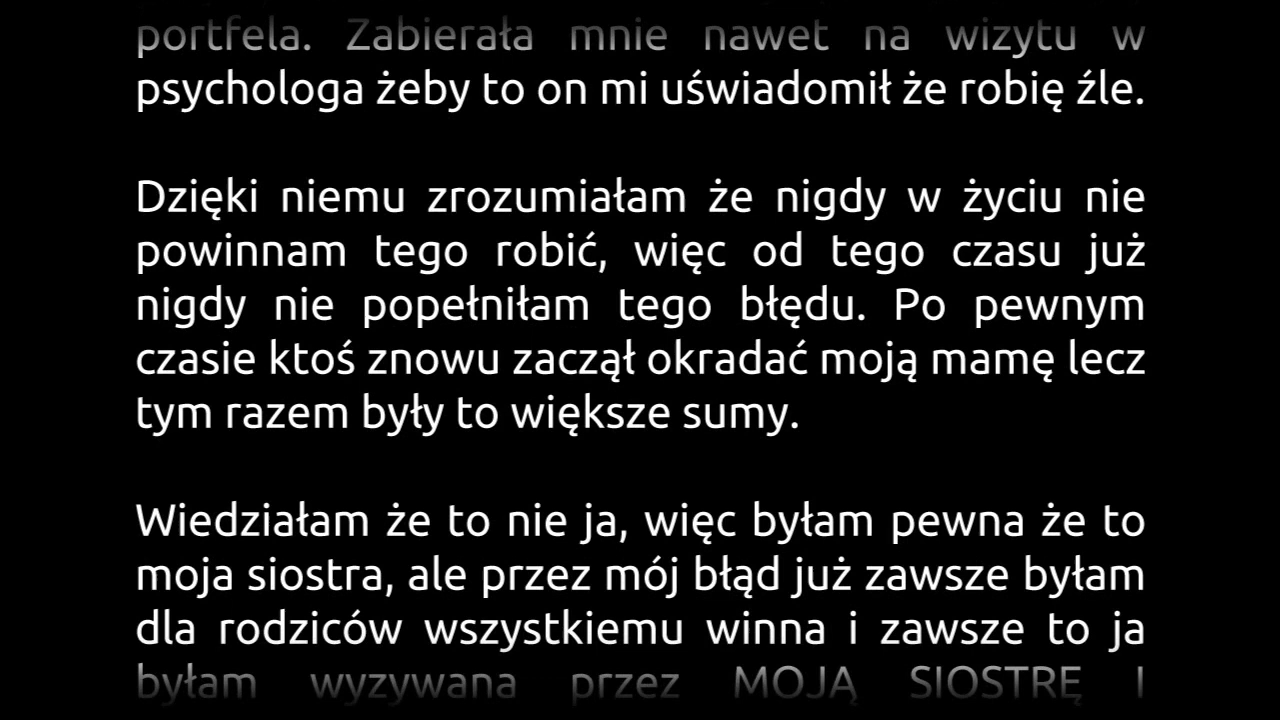 portfela. Zabierała mnie nawet na wizytu w
psychologa żeby to on mi uświadomił że robię źle.
Dzięki niemu zrozumiałam że nigdy w życiu nie
powinnam tego robić, więc od tego czasu już
nigdy nie popełniłam tego błędu. Po pewnym
czasie ktoś znowu zaczął okradać moją mamę lecz
tym razem były to większe sumy.
Wiedziałam że to nie ja, więc byłam pewna że to
moja siostra, ale przez mój błąd już zawsze byłam
dla rodziców wszystkiemu winna i zawsze to ja
byłam wyzywana przez MOJĄ SIOSTRĘ I